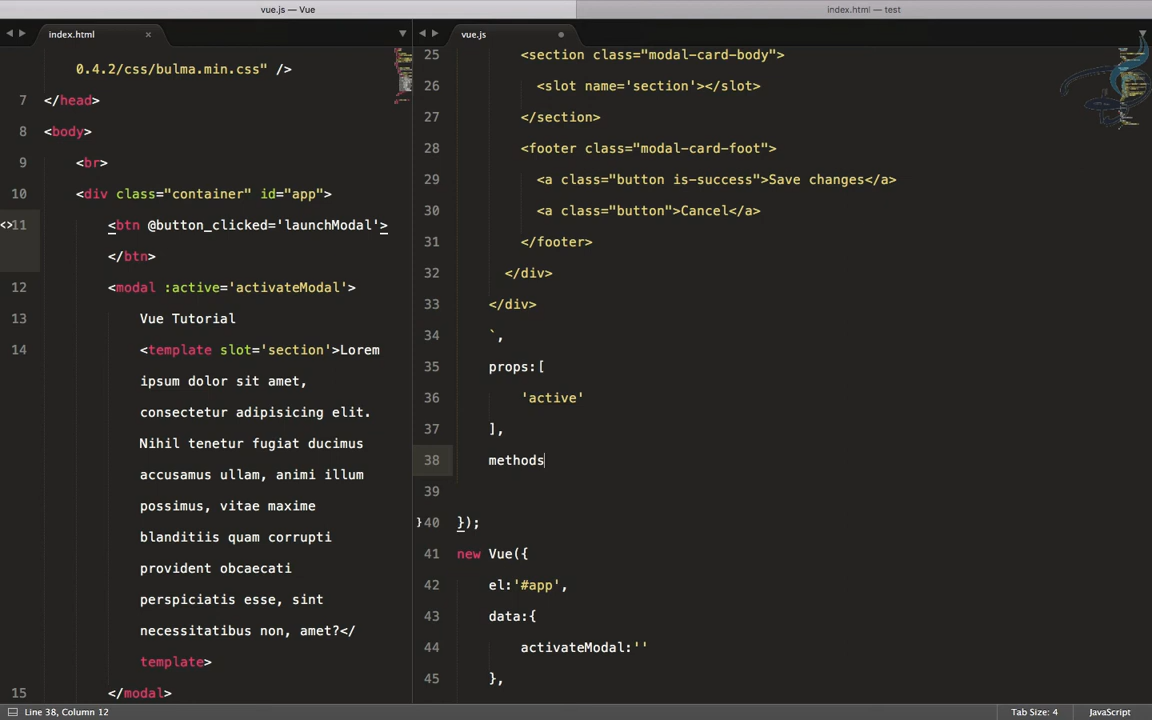 vue.js — Vue
index.html — test
index.html
vue.js
0.4.2/css/bulma.min.css" />
7 </head>
8 <body>
9 <br>
10 <div class="container" id="app">
<>11 <btn @button_clicked='launchModal'>
</btn>
12 <modal :active='activateModal'>
13 Vue Tutorial
14 <template slot='section'>Lorem
ipsum dolor sit amet,
consectetur adipisicing elit.
Nihil tenetur fugiat ducimus
accusamus ullam, animi illum
possimus, vitae maxime
blanditiis quam corrupti
provident obcaecati
perspiciatis esse, sint
necessitatibus non, amet?</
template>
15 </modal>
25 <section class="modal-card-body">
26 <slot name='section'></slot>
27 </section>
28 <footer class="modal-card-foot">
29 <a class="button is-success">Save changes</a>
30 <a class="button">Cancel</a>
31 </footer>
32 </div>
33 </div>
34 `,
35 props:[
36 'active'
37 ],
38 methods
39
}40 });
41 new Vue({
42 el:'#app',
43 data:{
44 activateModal:''
45 },
Line 38, Column 12
Tab Size: 4
JavaScript